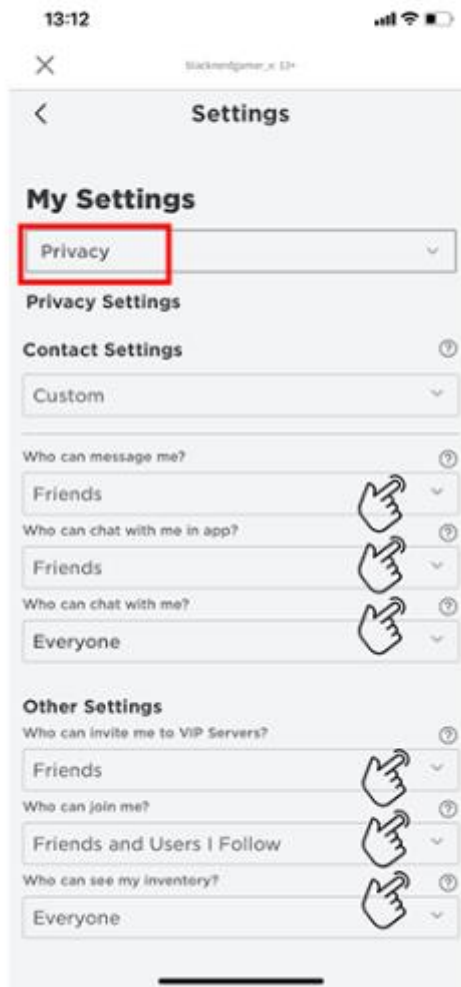 13:12
blacknerdgamer_x: 13+
Settings
My Settings
Privacy
Privacy Settings
Contact Settings
Custom
Who can message me?
Friends
Who can chat with me in app?
Friends
Who can chat with me?
Everyone
Other Settings
Who can invite me to VIP Servers?
Friends
Who can join me?
Friends and Users I Follow
Who can see my inventory?
Everyone